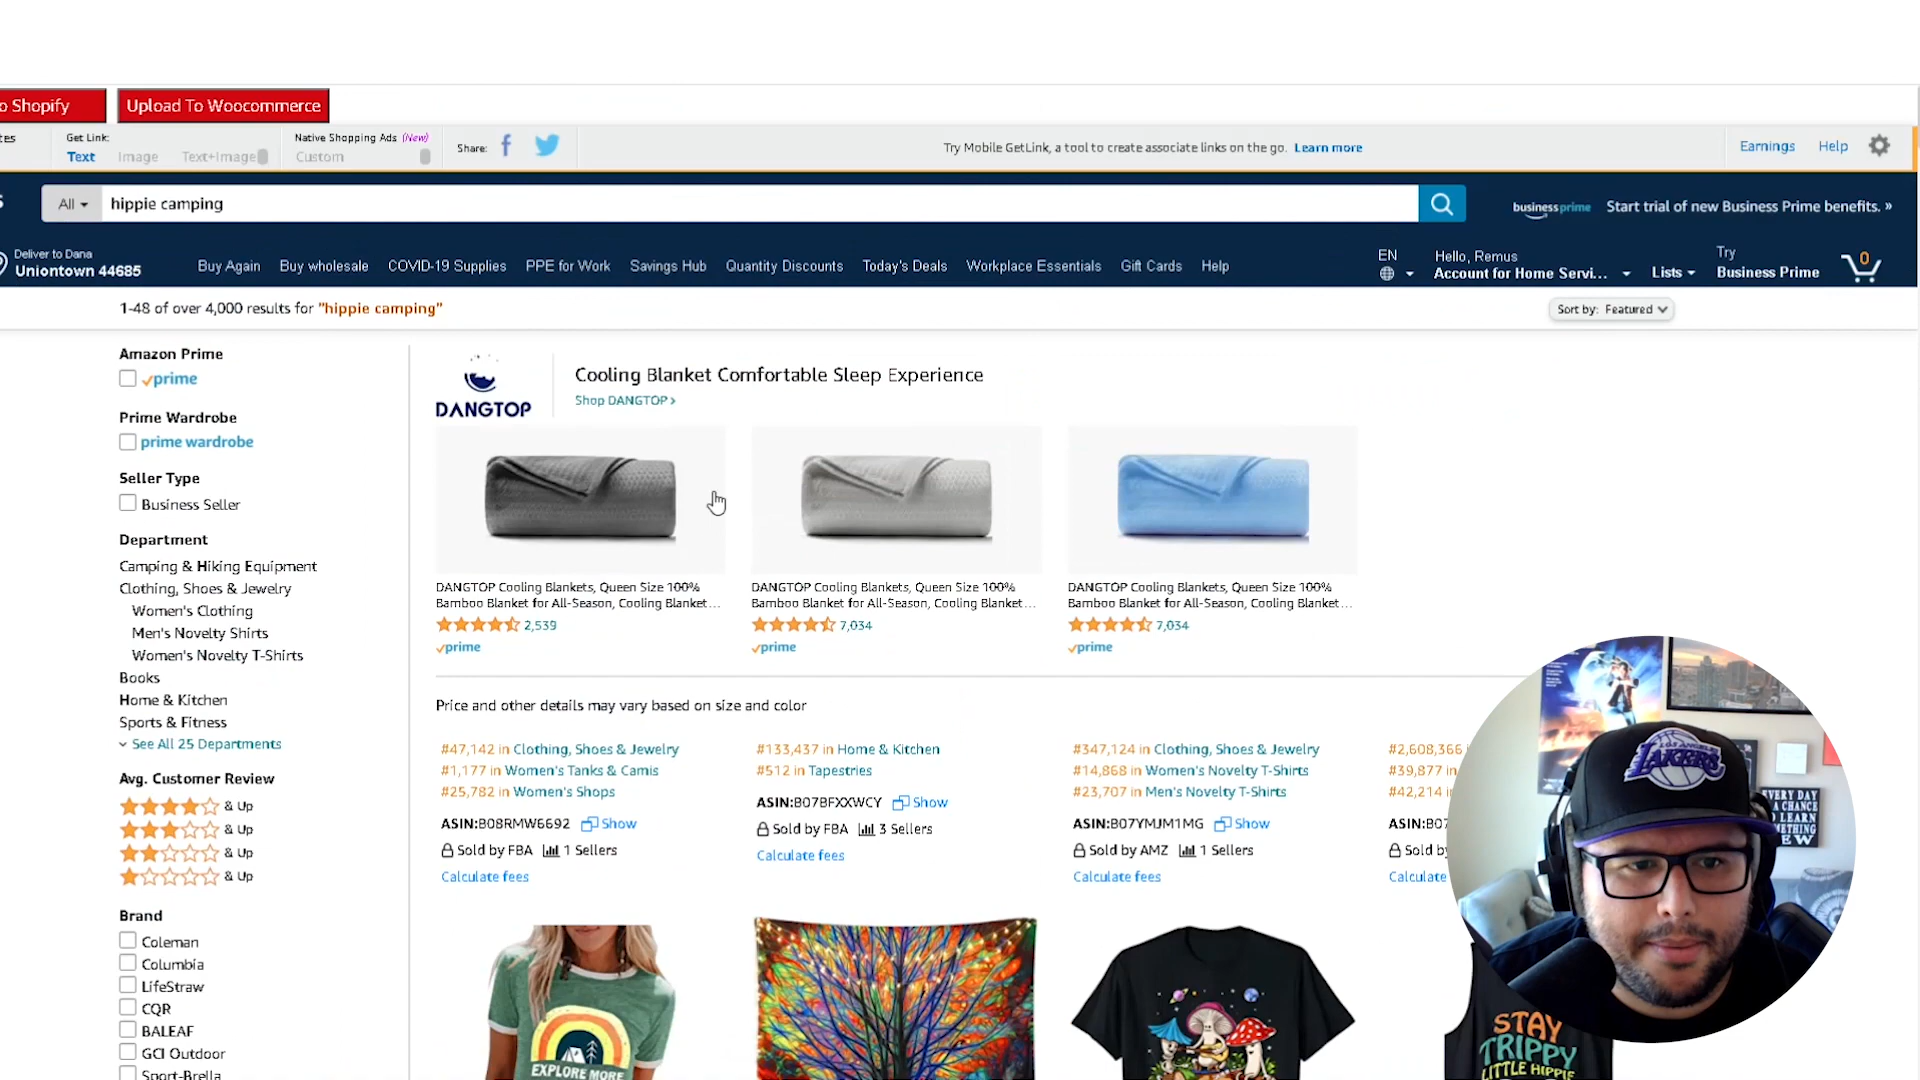 o Shopify
Upload To Woocommerce
tes
Get Link:
Text Image Text+Image
Native Shopping Ads (New)
Custom
Share:
Try Mobile GetLink, a tool to create associate links on the go. Learn more
Earnings Help
All
hippie camping
business prime Start trial of new Business Prime benefits. »
Deliver to Dana
Uniontown 44685
Buy Again Buy wholesale COVID-19 Supplies PPE for Work Savings Hub Quantity Discounts Today's Deals Workplace Essentials Gift Cards Help
EN
Hello, Remus
Account for Home Servi...
Lists
Try
Business Prime
0
1-48 of over 4,000 results for "hippie camping"
Sort by: Featured
Amazon Prime
prime
Prime Wardrobe
prime wardrobe
Seller Type
Business Seller
Department
Camping & Hiking Equipment
Clothing, Shoes & Jewelry
Women's Clothing
Men's Novelty Shirts
Women's Novelty T-Shirts
Books
Home & Kitchen
Sports & Fitness
See All 25 Departments
Avg. Customer Review
& Up
& Up
& Up
& Up
Brand
Coleman
Columbia
LifeStraw
CQR
BALEAF
GCI Outdoor
Sport-Brella
DANGTOP
Cooling Blanket Comfortable Sleep Experience
Shop DANGTOP ›
DANGTOP Cooling Blankets, Queen Size 100%
Bamboo Blanket for All-Season, Cooling Blanket...
2,539
prime
DANGTOP Cooling Blankets, Queen Size 100%
Bamboo Blanket for All-Season, Cooling Blanket...
7,034
prime
DANGTOP Cooling Blankets, Queen Size 100%
Bamboo Blanket for All-Season, Cooling Blanket...
7,034
prime
Price and other details may vary based on size and color
#47,142 in Clothing, Shoes & Jewelry
#1,177 in Women's Tanks & Camis
#25,782 in Women's Shops
ASIN:B08RMW6692 Show
Sold by FBA 1 Sellers
Calculate fees
#133,437 in Home & Kitchen
#512 in Tapestries
ASIN:B07BFXXWCY Show
Sold by FBA 3 Sellers
Calculate fees
#347,124 in Clothing, Shoes & Jewelry
#14,868 in Women's Novelty T-Shirts
#23,707 in Men's Novelty T-Shirts
ASIN:B07YMJM1MG Show
Sold by AMZ 1 Sellers
Calculate fees
#2,608,366
#39,877 in
#42,214 i
ASIN:B07
Sold by
Calculate
EXPLORE MORE
STAY
TRIPPY
LITTLE HIPPIE
LOS ANGELES
LAKERS
EVERY DAY
A CHANCE
LEARN